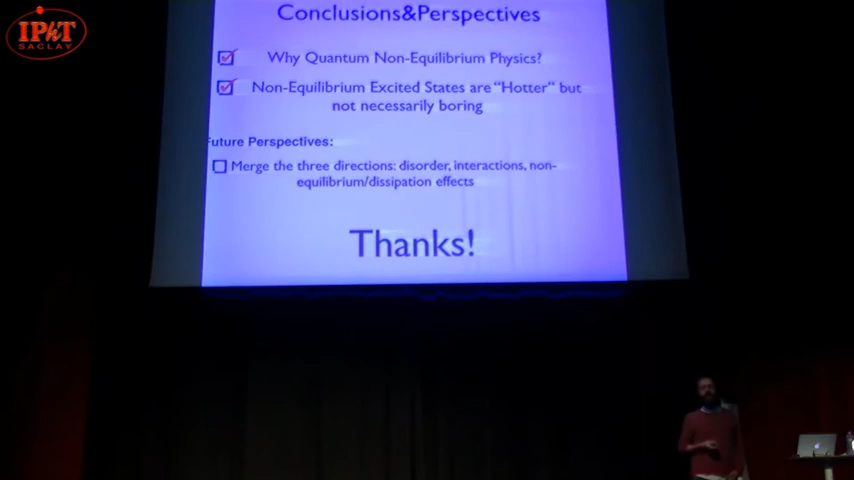 IPhT
SACLAY
Conclusions&Perspectives
Why Quantum Non-Equilibrium Physics?
Non-Equilibrium Excited States are "Hotter" but
not necessarily boring
Future Perspectives:
Merge the three directions: disorder, interactions, non-
equilibrium/dissipation effects
Thanks!